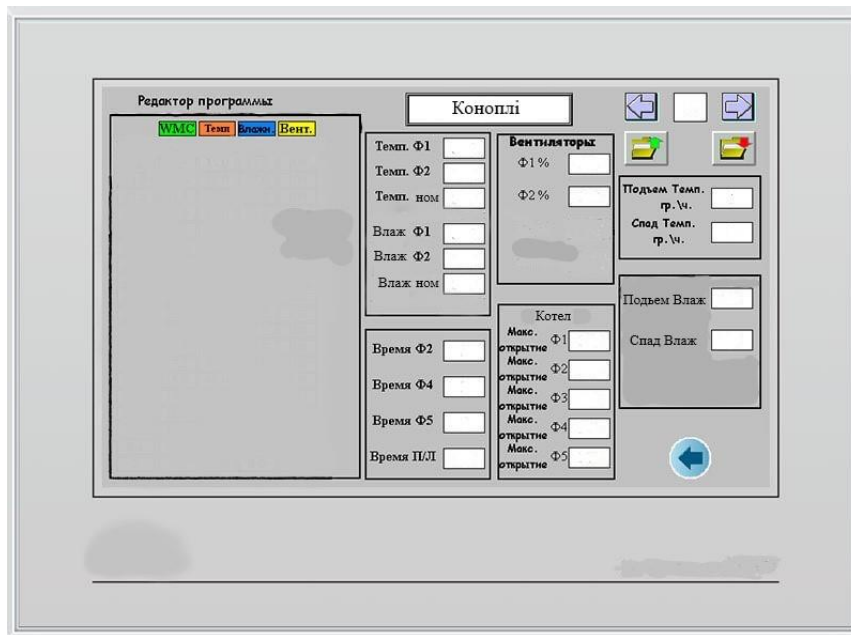 Редактор программы
WMC Темп Влажн. Вент.
Коноплі
Темп. Ф1
Темп. Ф2
Темп. ном
Влаж Ф1
Влаж Ф2
Влаж ном
Время Ф2
Время Ф4
Время Ф5
Время П/Л
Вентиляторы
Ф1%
Ф2%
Котел
Макс.
открытие Ф1
Макс.
открытие Ф2
Макс.
открытие Ф3
Макс.
открытие Ф4
Макс.
открытие Ф5
Подъем Темп.
гр.\ч.
Спад Темп.
гр.\ч.
Подьем Влаж
Спад Влаж